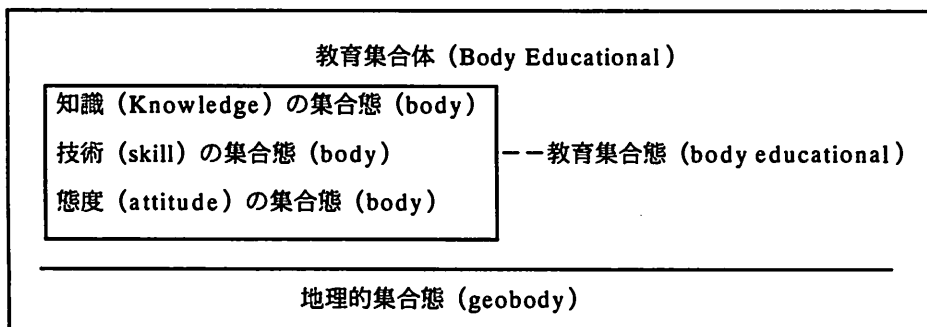 教育集合体（Body Educational）
知識（Knowledge）の集合態（body）
技術（skill）の集合態（body）
－－教育集合態（body educational）
態度（attitude）の集合態（body）
地理的集合態（geobody）